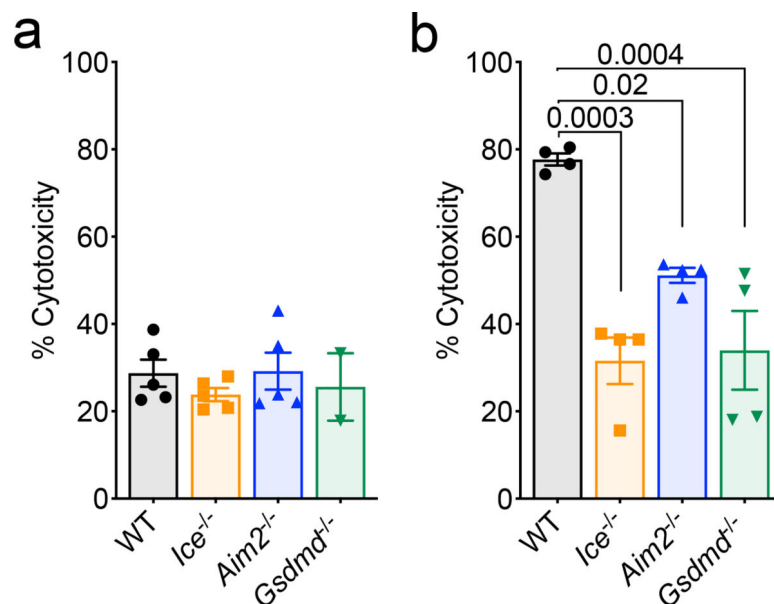 a
% Cytotoxicity
100
80
60
40
20
0
WT
Ice-/-
Aim2-/-
Gsdmd-/-
b
% Cytotoxicity
100
80
60
40
20
0
0.0004
0.02
0.0003
WT
Ice-/-
Aim2-/-
Gsdmd-/-